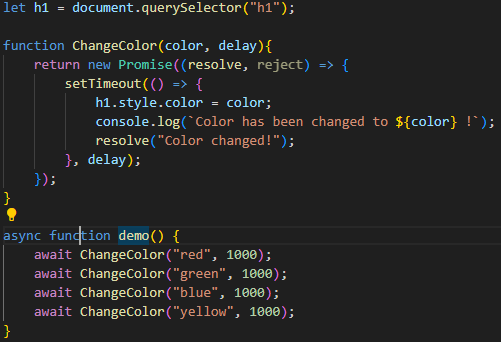 let h1 = document.querySelector("h1");
function ChangeColor(color, delay){
    return new Promise((resolve, reject) => {
        setTimeout(() => {
            h1.style.color = color;
            console.log(`Color has been changed to ${color} !`);
            resolve("Color changed!");
        }, delay);
    });
}
async function demo() {
    await ChangeColor("red", 1000);
    await ChangeColor("green", 1000);
    await ChangeColor("blue", 1000);
    await ChangeColor("yellow", 1000);
}